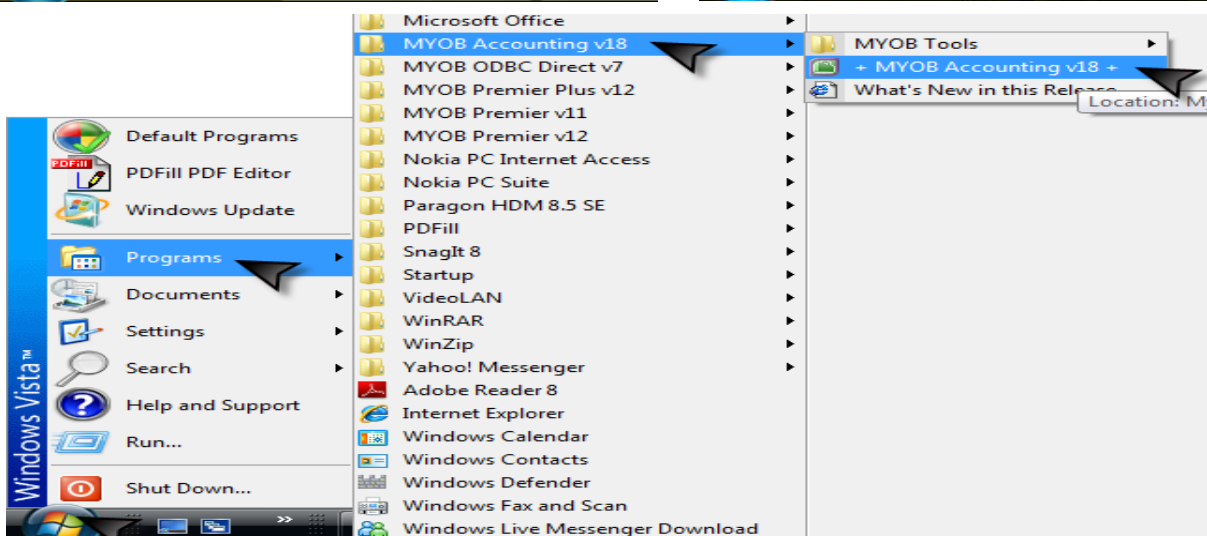 Microsoft Office
MYOB Accounting v18
MYOB ODBC Direct v7
MYOB Premier Plus v12
MYOB Premier v11
MYOB Premier v12
Nokia PC Internet Access
Nokia PC Suite
Paragon HDM 8.5 SE
PDFill
SnagIt 8
Startup
VideoLAN
WinRAR
WinZip
Yahoo! Messenger
Adobe Reader 8
Internet Explorer
Windows Calendar
Windows Contacts
Windows Defender
Windows Fax and Scan
Windows Live Messenger Download
MYOB Tools
+ MYOB Accounting v18 +
What's New in this Release
Location: M
Default Programs
PDFill
PDFill PDF Editor
Windows Update
Programs
Documents
Settings
Search
Help and Support
Run...
Shut Down...
Windows Vista™